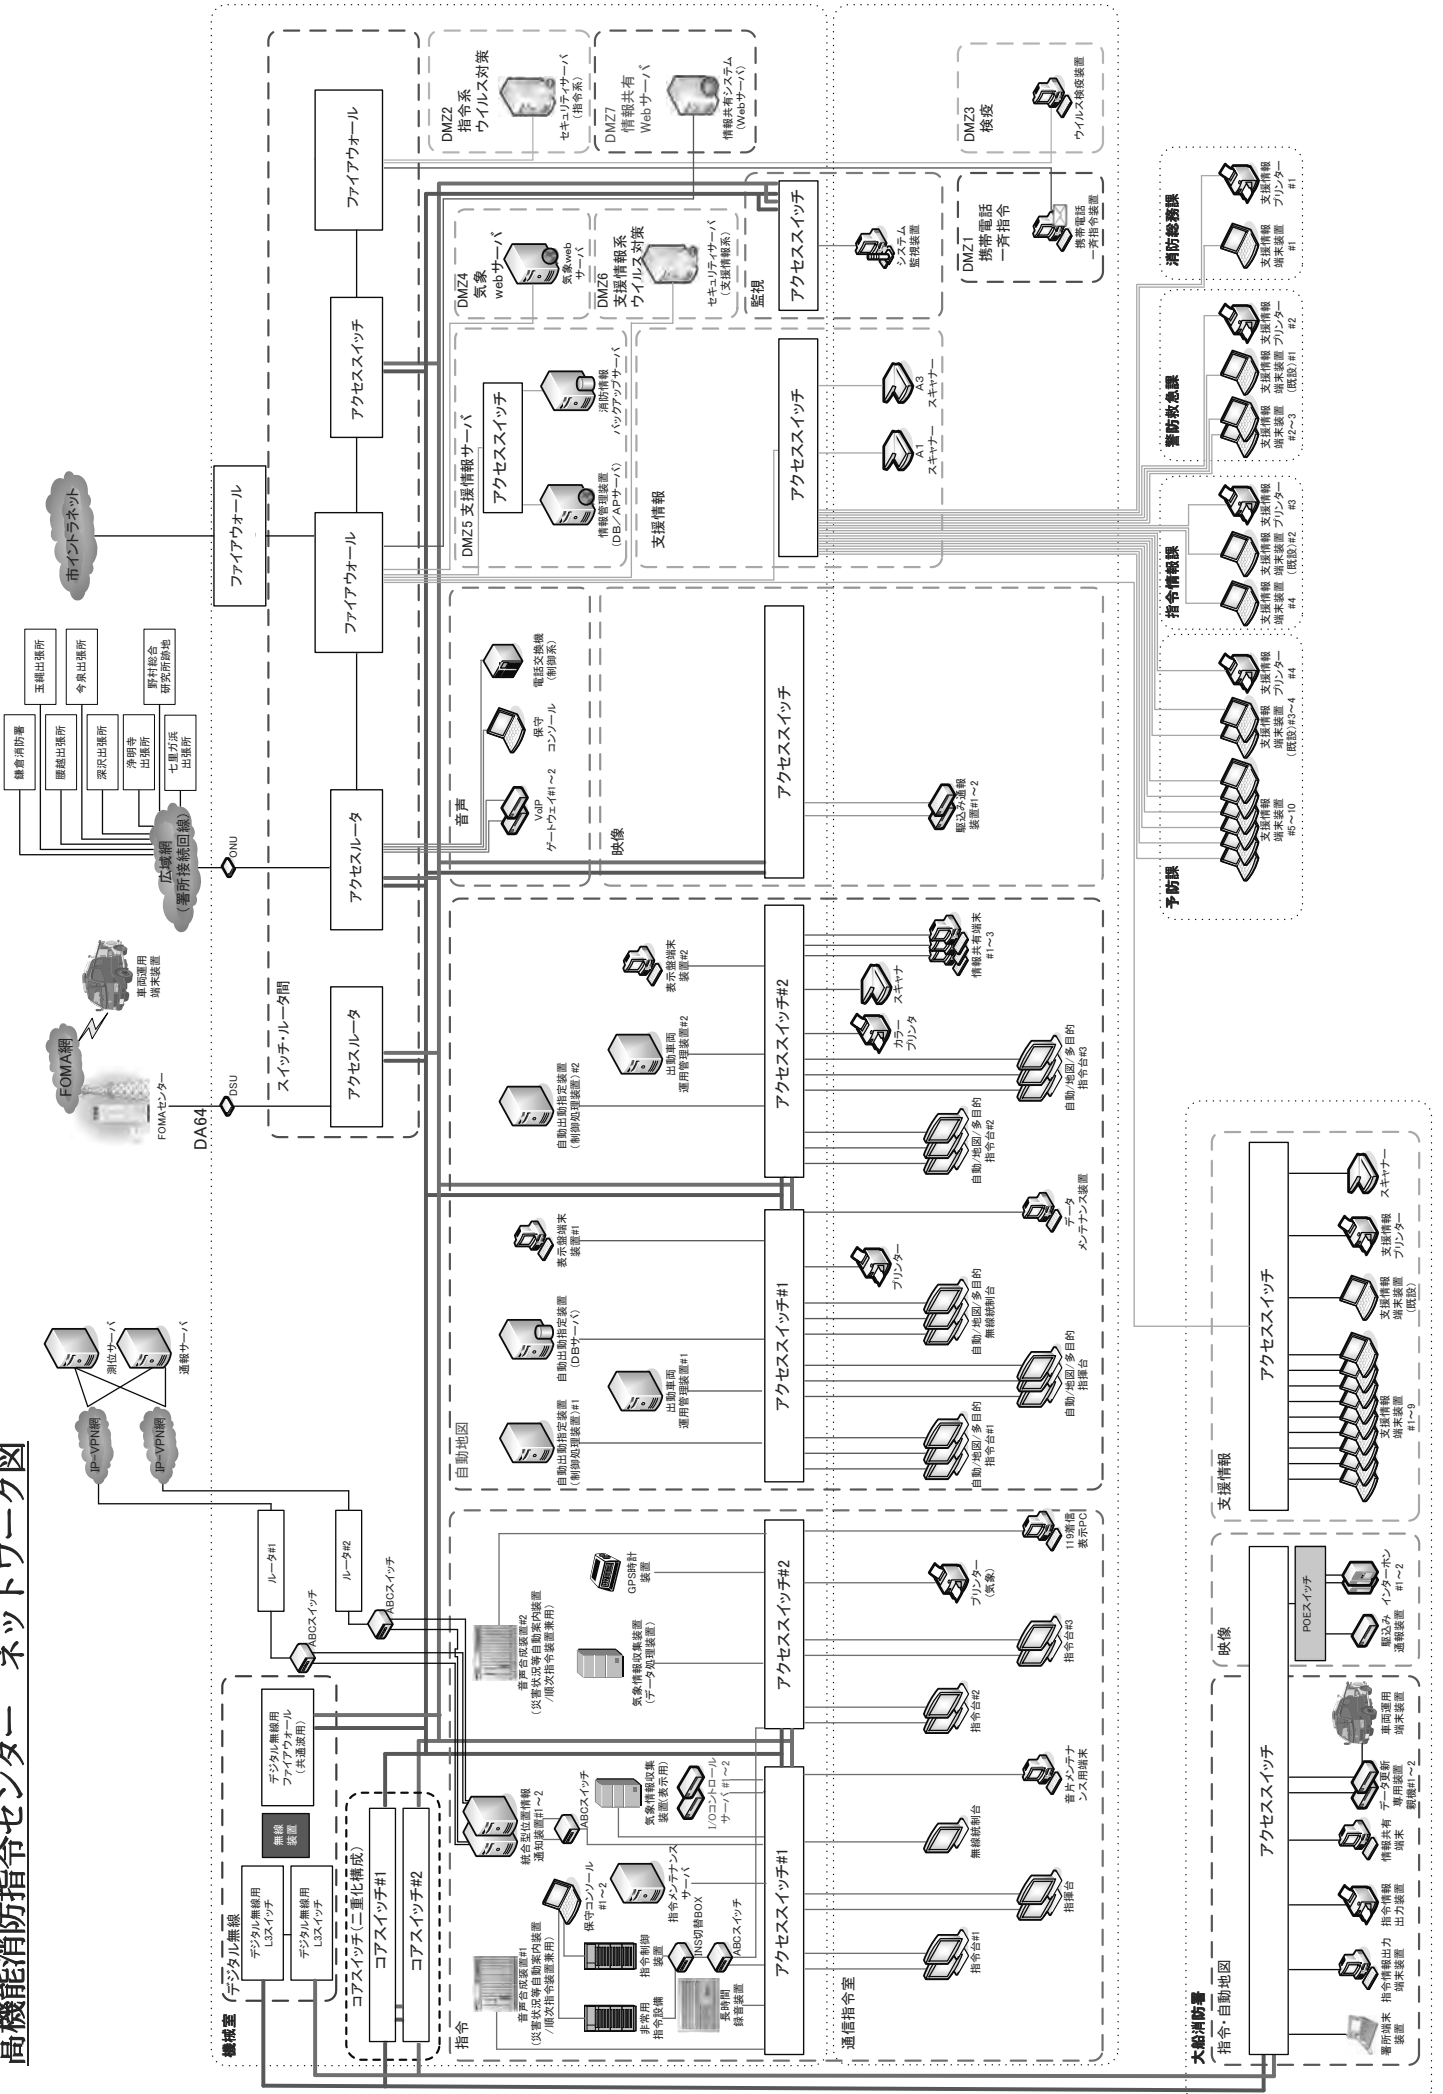 高機能消防指令センター ネットワーク図
機械室
デジタル無線
デジタル無線用
L3スイッチ
デジタル無線用
L3スイッチ
無線
装置
デジタル無線用
ファイアウォール
(共通波用)
コアスイッチ(二重化構成)
コアスイッチ#1
コアスイッチ#2
ルータ#1
ルータ#2
ABCスイッチ
ABCスイッチ
IP-VPN網
IP-VPN網
測位サーバ
通報サーバ
FOMA網
FOMAセンター
車両運用
端末装置
DA64
DSU
ONU
広域網
(署所接続回線)
鎌倉消防署
玉縄出張所
腰越出張所
今泉出張所
深沢出張所
浄明寺
出張所
野村総合
研究所跡地
七里ガ浜
出張所
市イントラネット
ファイアウォール
スイッチ・ルータ間
アクセスルータ
アクセスルータ
ファイアウォール
アクセススイッチ
ファイアウォール
指令
音声合成装置#1
(災害状況等自動案内装置
/順次指令装置兼用)
非常用
指令設備
指令制御
装置
保守コンソール
#1~2
指令メンテナンス
サーバ
INS切替BOX
ABCスイッチ
長時間
録音装置
統合型位置情報
通知装置#1~2
ABCスイッチ
気象情報収集
装置(表示用)
I/Oコントロール
サーバ #1~2
音声合成装置#2
(災害状況等自動案内装置
/順次指令装置兼用)
気象情報収集装置
(データ処理装置)
GPS時計
装置
アクセススイッチ#1
アクセススイッチ#2
通信指令室
指令台#1
指揮台
無線統制台
音片メンテナ
ンス用端末
指令台#2
指令台#3
プリンター
(気象)
119着信
表示PC
自動地図
自動出動指定装置
(制御処理装置)#1
自動出動指定装置
(DBサーバ)
表示盤端末
装置#1
出動車両
運用管理装置#1
自動出動指定装置
(制御処理装置)#2
出動車両
運用管理装置#2
表示盤端末
装置#2
アクセススイッチ#1
アクセススイッチ#2
自動/地図/多目的
指令台#1
自動/地図/多目的
指揮台
自動/地図/多目的
無線統制台
プリンター
データ
メンテナンス装置
自動/地図/多目的
指令台#2
自動/地図/多目的
指令台#3
カラー
プリンタ
スキャナ
情報共有端末
#1~3
音声
VoIP
ゲートウェイ#1~2
保守
コンソール
電話交換機
(制御系)
映像
アクセススイッチ
駆込み通報
装置#1~2
DMZ5 支援情報サーバ
アクセススイッチ
情報管理装置
(DB/APサーバ)
消防情報
バックアップサーバ
支援情報
アクセススイッチ
A1
スキャナー
A3
スキャナー
DMZ4
気象
webサーバ
気象web
サーバ
DMZ6
支援情報系
ウイルス対策
セキュリティサーバ
(支援情報系)
監視
アクセススイッチ
システム
監視装置
DMZ2
指令系
ウイルス対策
セキュリティサーバ
(指令系)
DMZ7
情報共有
Webサーバ
情報共有システム
(Webサーバ)
DMZ1
携帯電話
一斉指令
携帯電話
一斉指令装置
DMZ3
検疫
ウイルス検疫装置
予防課
支援情報
端末装置
#5~10
支援情報
端末装置
(既設)#3~4
支援情報
プリンター
#4
指令情報課
支援情報
端末装置
#4
支援情報
端末装置
(既設)#2
支援情報
プリンター
#3
警防救急課
支援情報
端末装置
#2~3
支援情報
端末装置
(既設)#1
支援情報
プリンター
#2
消防総務課
支援情報
端末装置
#1
支援情報
プリンター
#1
大船消防署
指令・自動地図
アクセススイッチ
署所端末
装置
指令情報出力
端末装置
指令情報
出力装置
情報共有
端末
データ更新
専用装置
親機#1~2
車両運用
端末装置
映像
POEスイッチ
駆込み
通報装置
インターホン
#1~2
支援情報
アクセススイッチ
支援情報
端末装置
#1~9
支援情報
端末装置
(既設)
支援情報
プリンター
スキャナー